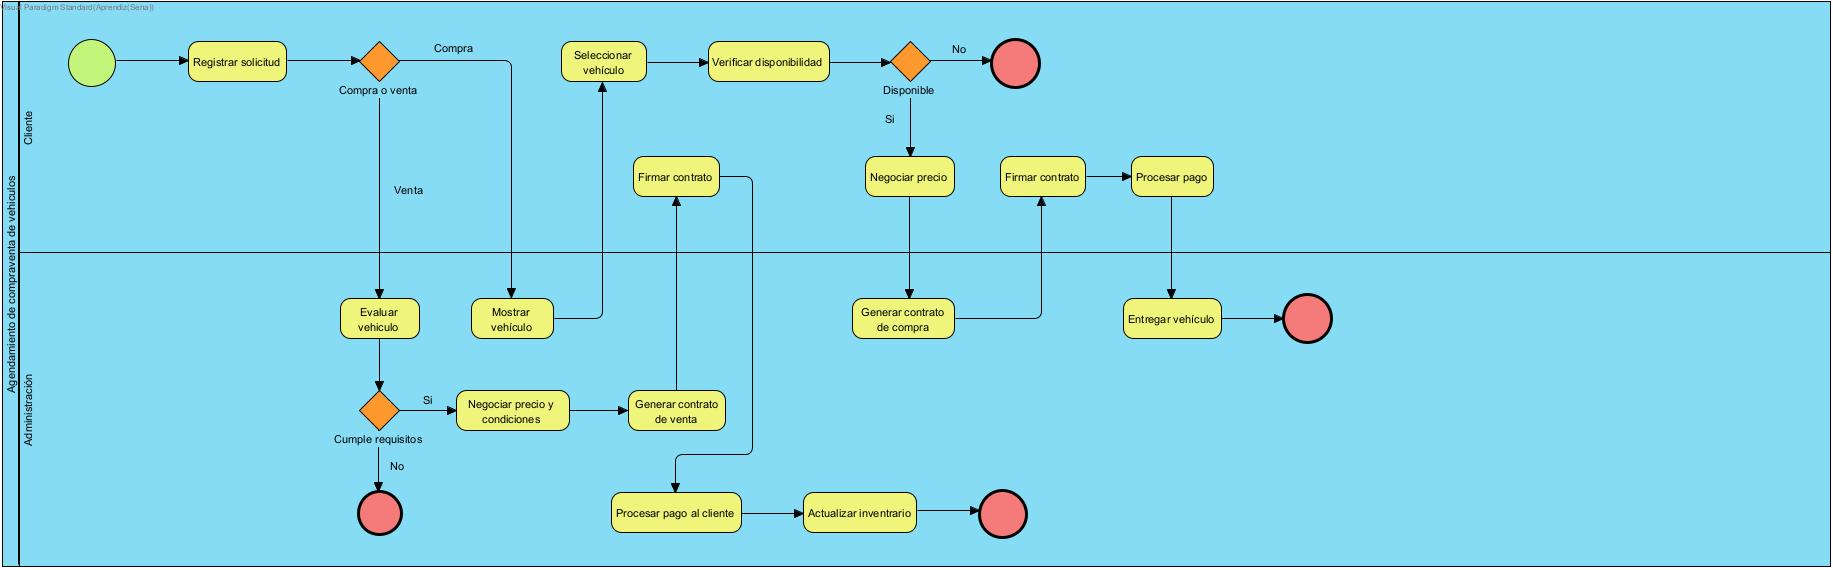 Visual Paradigm Standard(Aprendiz(Sena))
Agendamiento de compraventa de vehiculos
Cliente
Registrar solicitud
Compra o venta
Compra
Venta
Seleccionar
vehículo
Verificar disponibilidad
Disponible
No
Si
Firmar contrato
Negociar precio
Firmar contrato
Procesar pago
Administración
Evaluar
vehiculo
Mostrar
vehículo
Generar contrato
de compra
Entregar vehículo
Cumple requisitos
Si
No
Negociar precio y
condiciones
Generar contrato
de venta
Procesar pago al cliente
Actualizar inventrario